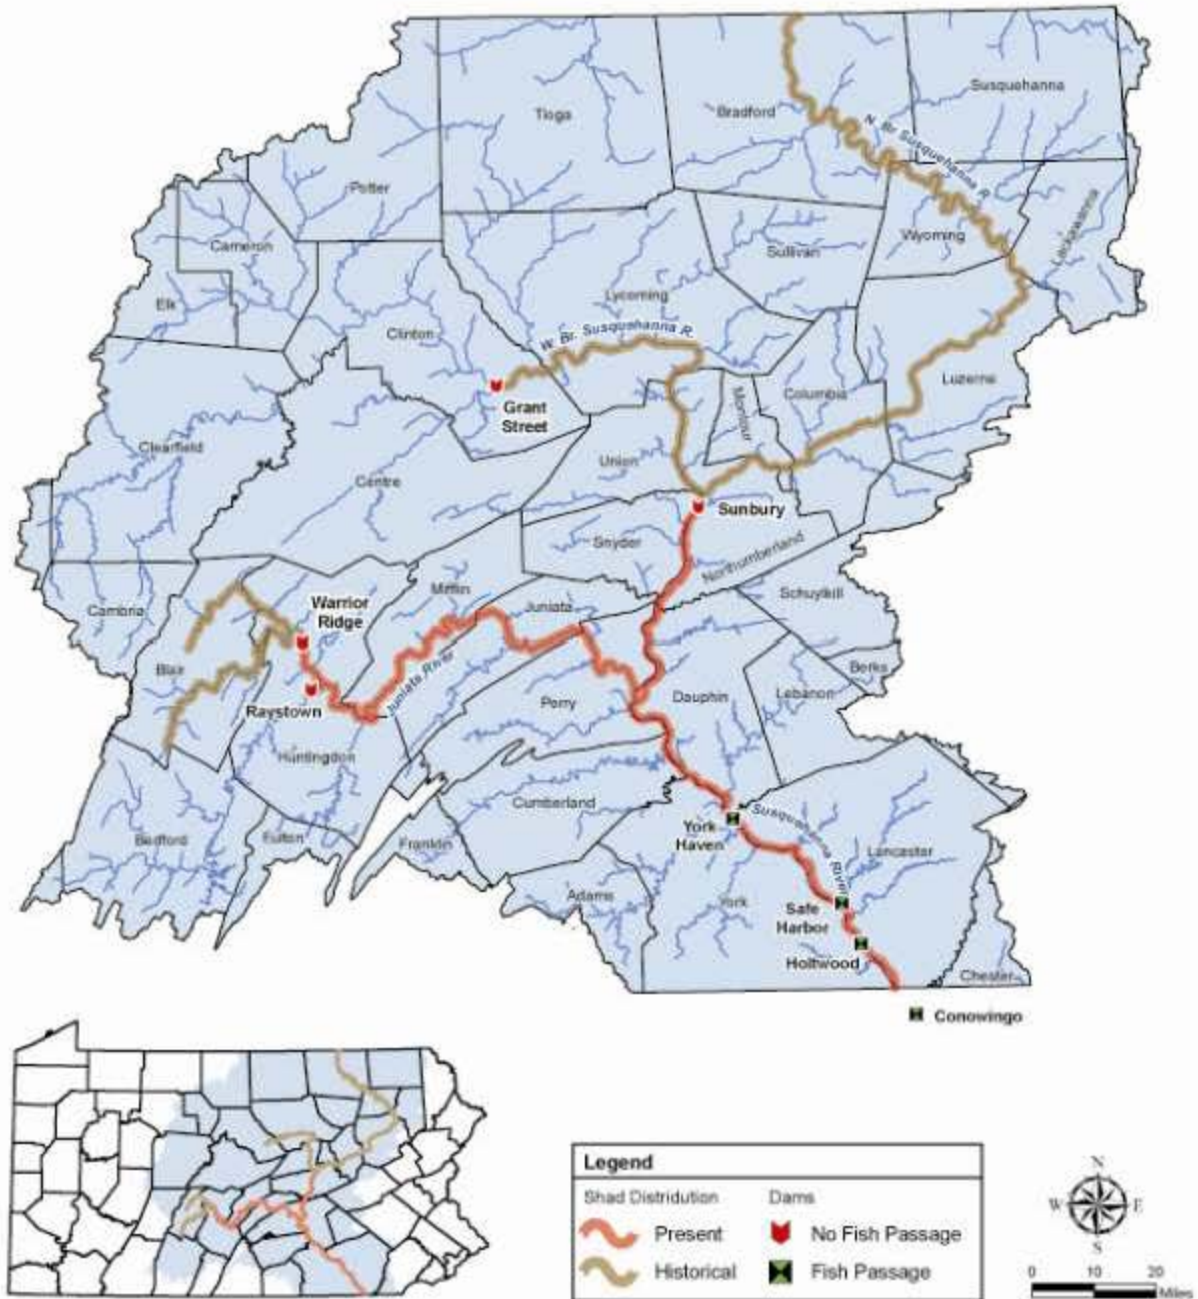 Tioga
Bradford
Susquehanna
N. Br Susquehanna R.
Potter
Cameron
Sullivan
Wyoming
Lackawanna
Elk
Lycoming
Clinton
W. Br. Susquehanna R.
Grant
Street
Montour
Columbia
Luzerne
Clearfield
Centre
Union
Sunbury
Snyder
Northumberland
Schuylkill
Cambria
Warrior
Ridge
Mifflin
Juniata
Blair
Juniata River
Berks
Raystown
Perry
Dauphin
Lebanon
Huntingdon
Cumberland
York
Haven
Susquehanna River
Bedford
Fulton
Franklin
Lancaster
Adams
York
Safe
Harbor
Holtwood
Chester
Conowingo
Legend
Shad Distridution
Dams
Present
No Fish Passage
Historical
Fish Passage
N
W
E
S
0 10 20
Miles